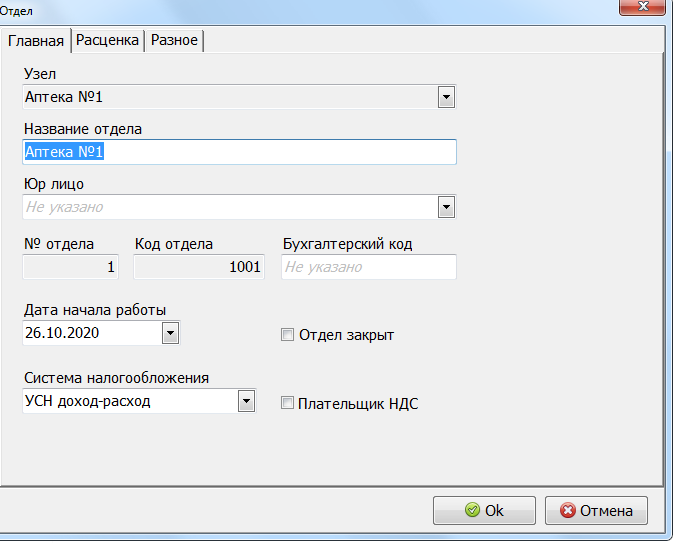 Отдел
Главная Расценка Разное
Узел
Аптека №1
Название отдела
Аптека №1
Юр лицо
Не указано
№ отдела Код отдела Бухгалтерский код
1 1001 Не указано
Дата начала работы
26.10.2020 Отдел закрыт
Система налогообложения
УСН доход-расход Плательщик НДС
Ok Отмена